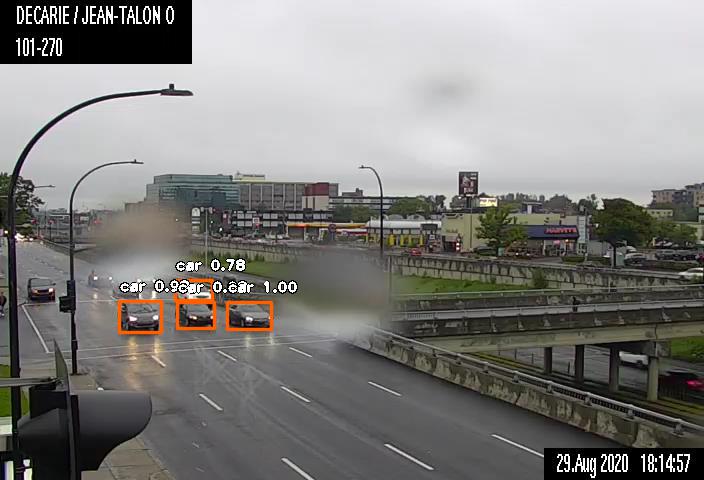 DECARIE / JEAN-TALON O
101-270
car 0.78
car 0.9
car 0.
car 1.00
HARVEY'S
29.Aug 2020 18:14:57